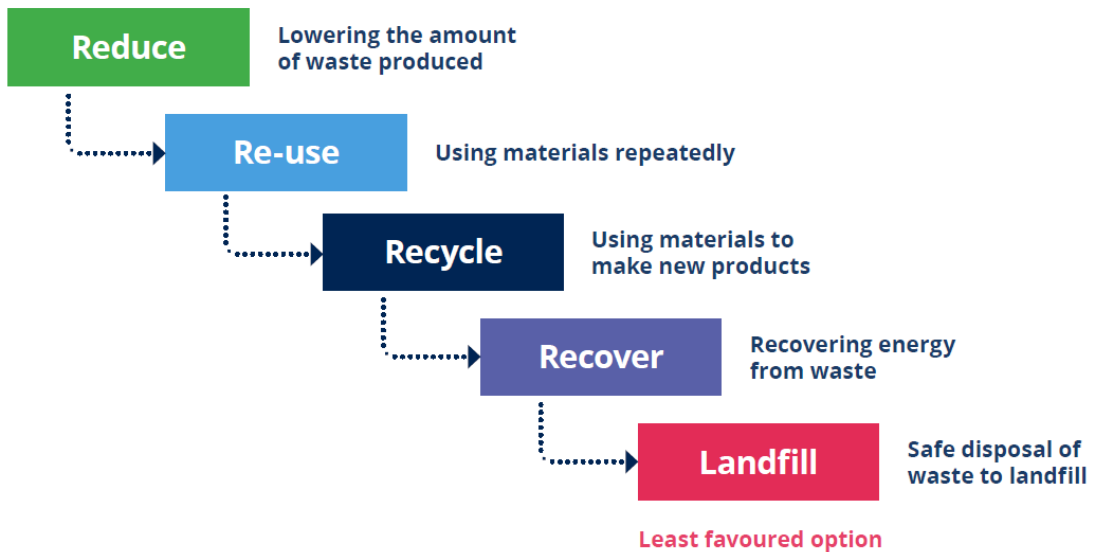 Reduce
Lowering the amount
of waste produced
Re-use
Using materials repeatedly
Recycle
Using materials to
make new products
Recover
Recovering energy
from waste
Landfill
Safe disposal of
waste to landfill
Least favoured option